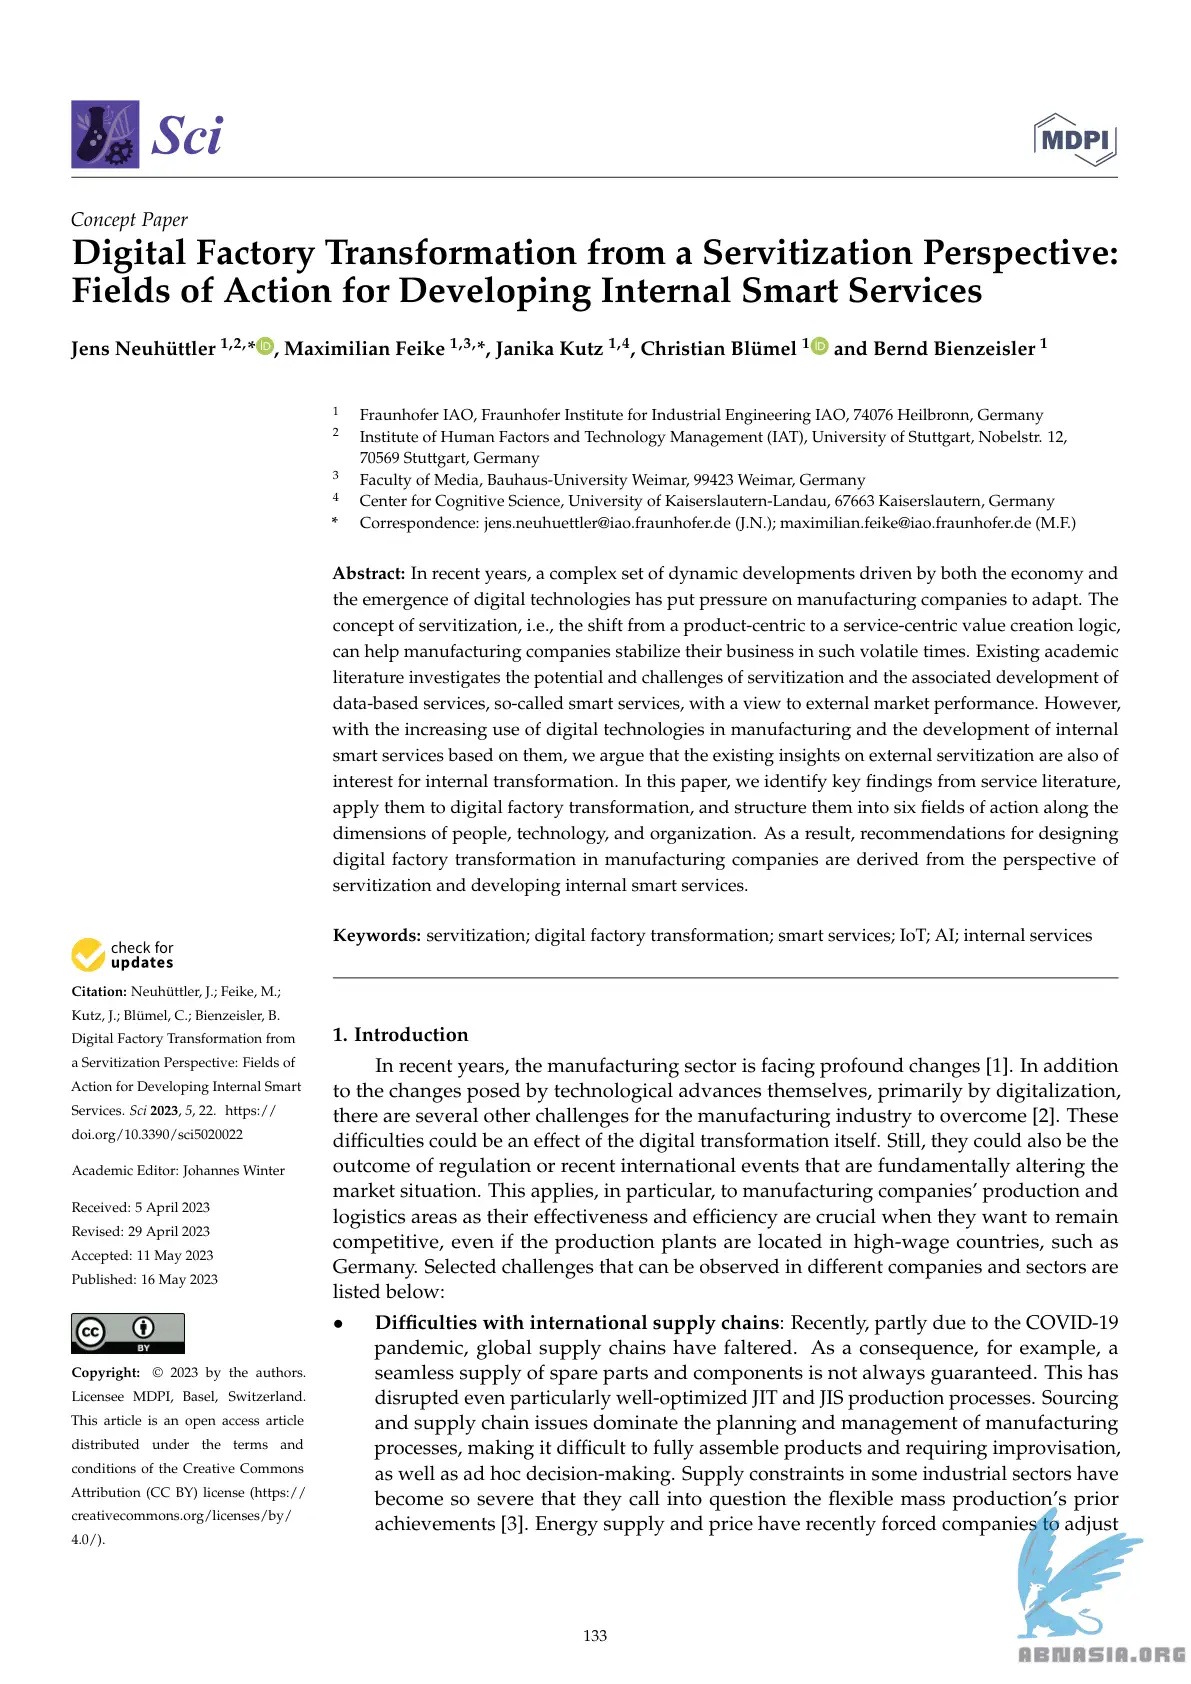 Sci
MDPI
Concept Paper
Digital Factory Transformation from a Servitization Perspective:
Fields of Action for Developing Internal Smart Services
Jens Neuhüttler 1,2,* iD, Maximilian Feike 1,3,*, Janika Kutz 1,4, Christian Blümel 1 iD and Bernd Bienzeisler 1
1 Fraunhofer IAO, Fraunhofer Institute for Industrial Engineering IAO, 74076 Heilbronn, Germany
2 Institute of Human Factors and Technology Management (IAT), University of Stuttgart, Nobelstr. 12,
70569 Stuttgart, Germany
3 Faculty of Media, Bauhaus-University Weimar, 99423 Weimar, Germany
4 Center for Cognitive Science, University of Kaiserslautern-Landau, 67663 Kaiserslautern, Germany
* Correspondence: jens.neuhuettler@iao.fraunhofer.de (J.N.); maximilian.feike@iao.fraunhofer.de (M.F.)
Abstract: In recent years, a complex set of dynamic developments driven by both the economy and
the emergence of digital technologies has put pressure on manufacturing companies to adapt. The
concept of servitization, i.e., the shift from a product-centric to a service-centric value creation logic,
can help manufacturing companies stabilize their business in such volatile times. Existing academic
literature investigates the potential and challenges of servitization and the associated development of
data-based services, so-called smart services, with a view to external market performance. However,
with the increasing use of digital technologies in manufacturing and the development of internal
smart services based on them, we argue that the existing insights on external servitization are also of
interest for internal transformation. In this paper, we identify key findings from service literature,
apply them to digital factory transformation, and structure them into six fields of action along the
dimensions of people, technology, and organization. As a result, recommendations for designing
digital factory transformation in manufacturing companies are derived from the perspective of
servitization and developing internal smart services.
Keywords: servitization; digital factory transformation; smart services; IoT; AI; internal services
check for
updates
Citation: Neuhüttler, J.; Feike, M.;
Kutz, J.; Blümel, C.; Bienzeisler, B.
Digital Factory Transformation from
a Servitization Perspective: Fields of
Action for Developing Internal Smart
Services. Sci 2023, 5, 22. https://
doi.org/10.3390/sci5020022
Academic Editor: Johannes Winter
Received: 5 April 2023
Revised: 29 April 2023
Accepted: 11 May 2023
Published: 16 May 2023
cc BY
Copyright: © 2023 by the authors.
Licensee MDPI, Basel, Switzerland.
This article is an open access article
distributed under the terms and
conditions of the Creative Commons
Attribution (CC BY) license (https://
creativecommons.org/licenses/by/
4.0/).
1. Introduction
In recent years, the manufacturing sector is facing profound changes [1]. In addition
to the changes posed by technological advances themselves, primarily by digitalization,
there are several other challenges for the manufacturing industry to overcome [2]. These
difficulties could be an effect of the digital transformation itself. Still, they could also be the
outcome of regulation or recent international events that are fundamentally altering the
market situation. This applies, in particular, to manufacturing companies’ production and
logistics areas as their effectiveness and efficiency are crucial when they want to remain
competitive, even if the production plants are located in high-wage countries, such as
Germany. Selected challenges that can be observed in different companies and sectors are
listed below:
• Difficulties with international supply chains: Recently, partly due to the COVID-19
pandemic, global supply chains have faltered. As a consequence, for example, a
seamless supply of spare parts and components is not always guaranteed. This has
disrupted even particularly well-optimized JIT and JIS production processes. Sourcing
and supply chain issues dominate the planning and management of manufacturing
processes, making it difficult to fully assemble products and requiring improvisation,
as well as ad hoc decision-making. Supply constraints in some industrial sectors have
become so severe that they call into question the flexible mass production’s prior
achievements [3]. Energy supply and price have recently forced companies to adjust
133
ABNASIA.ORG